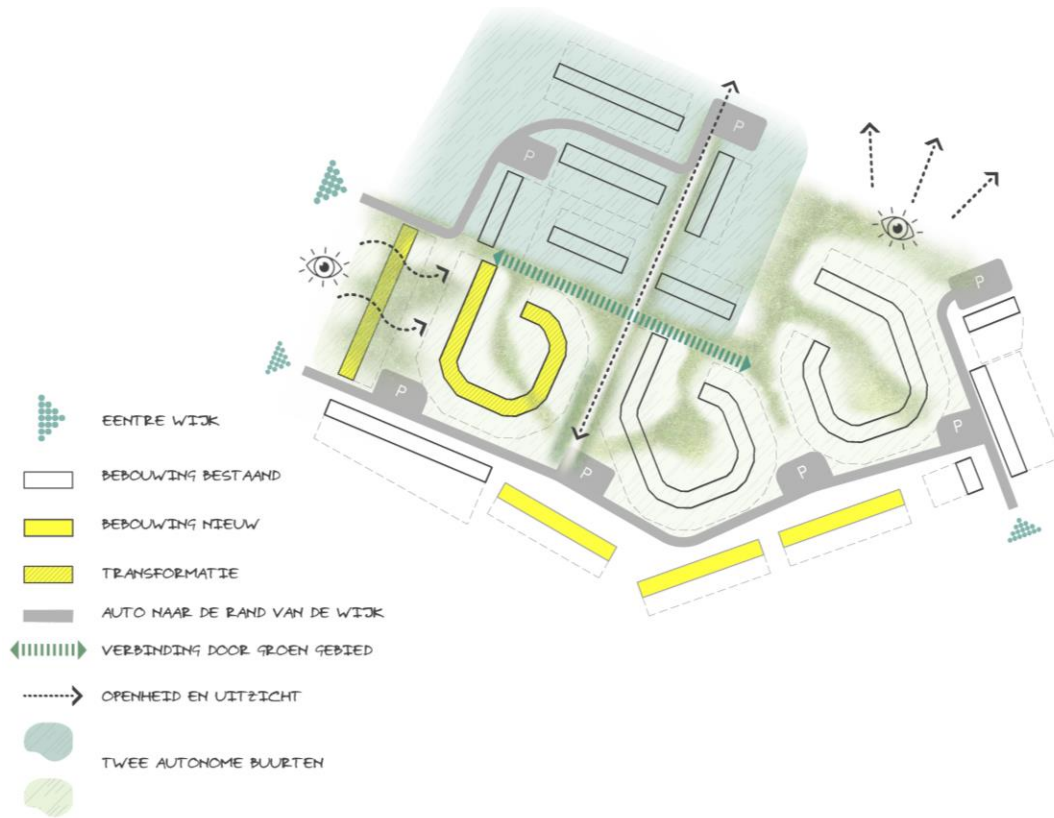 P
P
P
P
P
P
P
EENTRE WIJK
BEBOUWING BESTAAND
BEBOUWING NIEUW
TRANSFORMATIE
AUTO NAAR DE RAND VAN DE WIJK
VERBINDING DOOR GROEN GEBIED
OPENHEID EN UITZICHT
TWEE AUTONOME BUURTEN